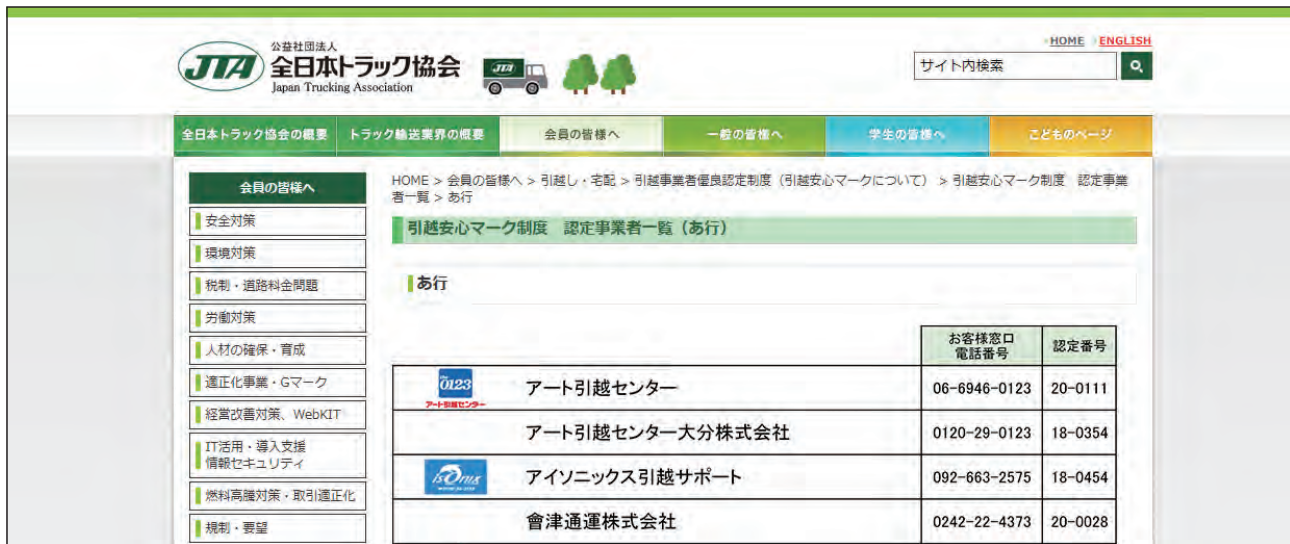 HOME ENGLISH
公益社団法人
JTA 全日本トラック協会
Japan Trucking Association
JTA
サイト内検索
全日本トラック協会の概要 トラック輸送業界の概要 会員の皆様へ 一般の皆様へ 学生の皆様へ こどものページ
会員の皆様へ
安全対策
環境対策
税制・道路料金問題
労働対策
人材の確保・育成
適正化事業・Gマーク
経営改善対策、WebKIT
IT活用・導入支援
情報セキュリティ
燃料高騰対策・取引適正化
規制・要望
HOME > 会員の皆様へ > 引越し・宅配 > 引越事業者優良認定制度（引越安心マークについて） > 引越安心マーク制度　認定事業
者一覧 > あ行
引越安心マーク制度　認定事業者一覧（あ行）
あ行
お客様窓口
電話番号
認定番号
0123
アート引越センター
アート引越センター 06-6946-0123 20-0111
アート引越センター大分株式会社 0120-29-0123 18-0354
アイソニックス引越サポート 092-663-2575 18-0454
會津通運株式会社 0242-22-4373 20-0028